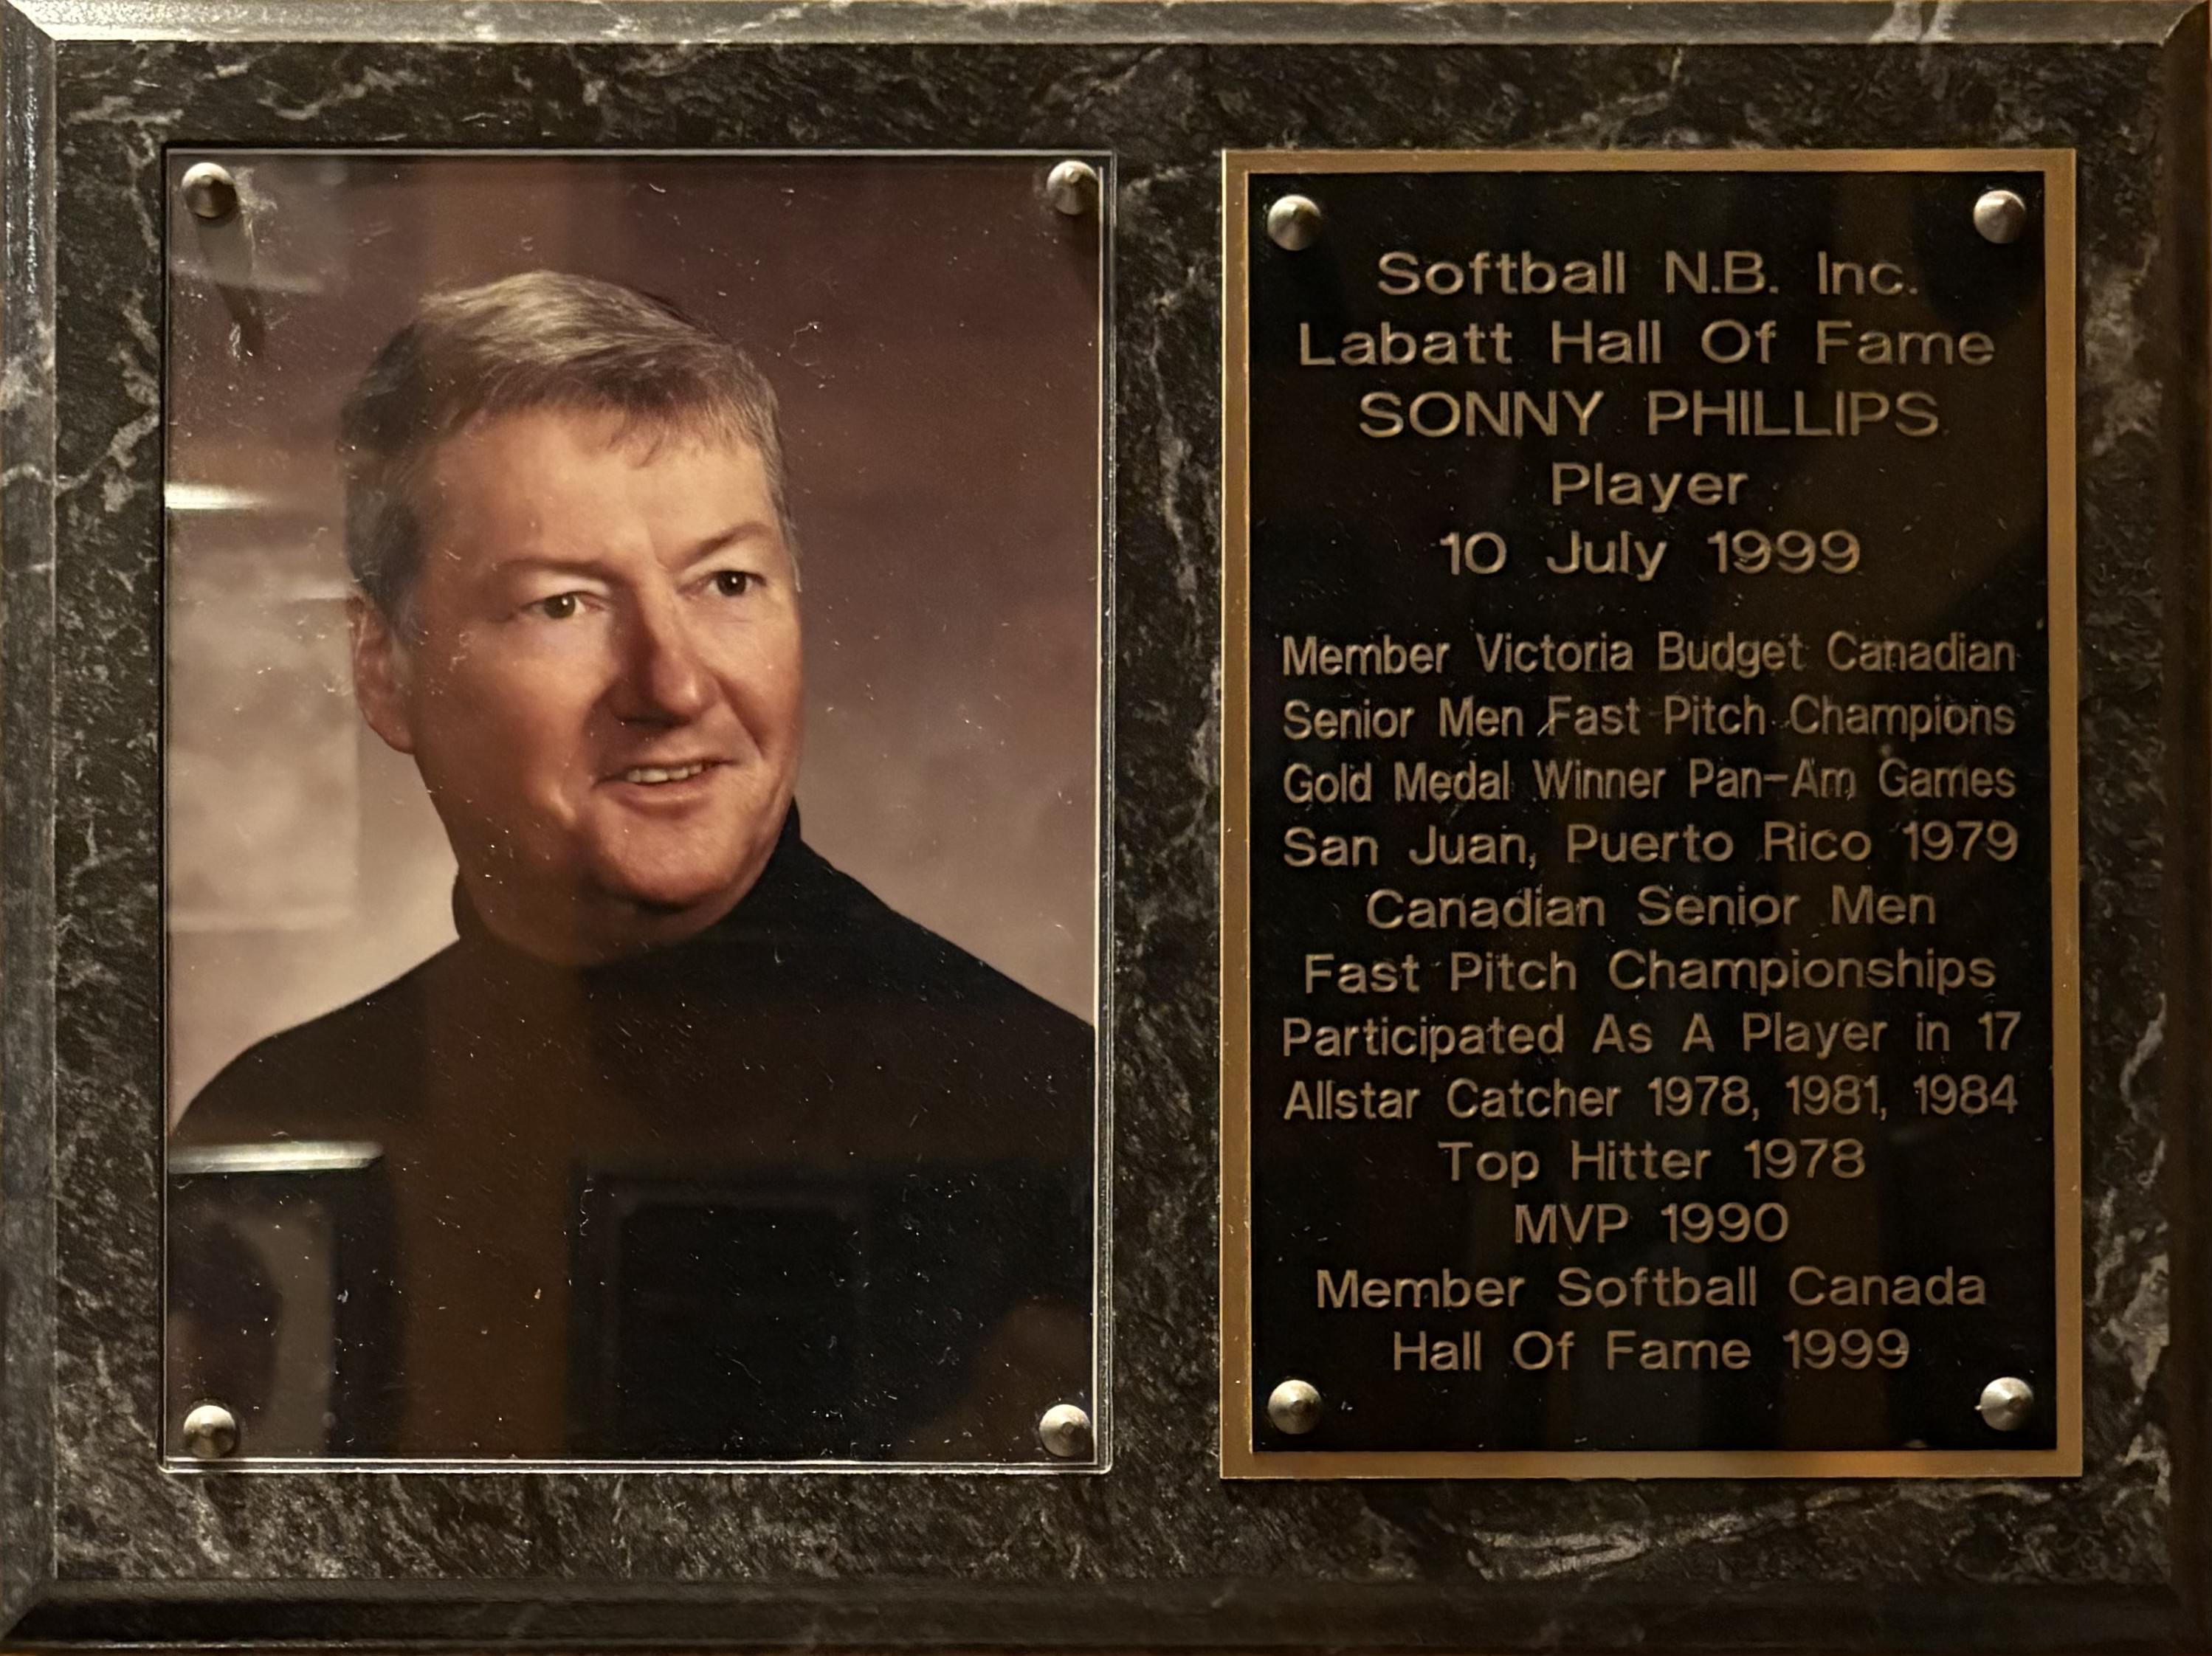 Softball N.B. Inc.
Labatt Hall Of Fame
SONNY PHILLIPS
Player
10 July 1999
Member Victoria Budget Canadian
Senior Men Fast Pitch Champions
Gold Medal Winner Pan-Am Games
San Juan, Puerto Rico 1979
Canadian Senior Men
Fast Pitch Championships
Participated As A Player in 17
Allstar Catcher 1978, 1981, 1984
Top Hitter 1978
MVP 1990
Member Softball Canada
Hall Of Fame 1999